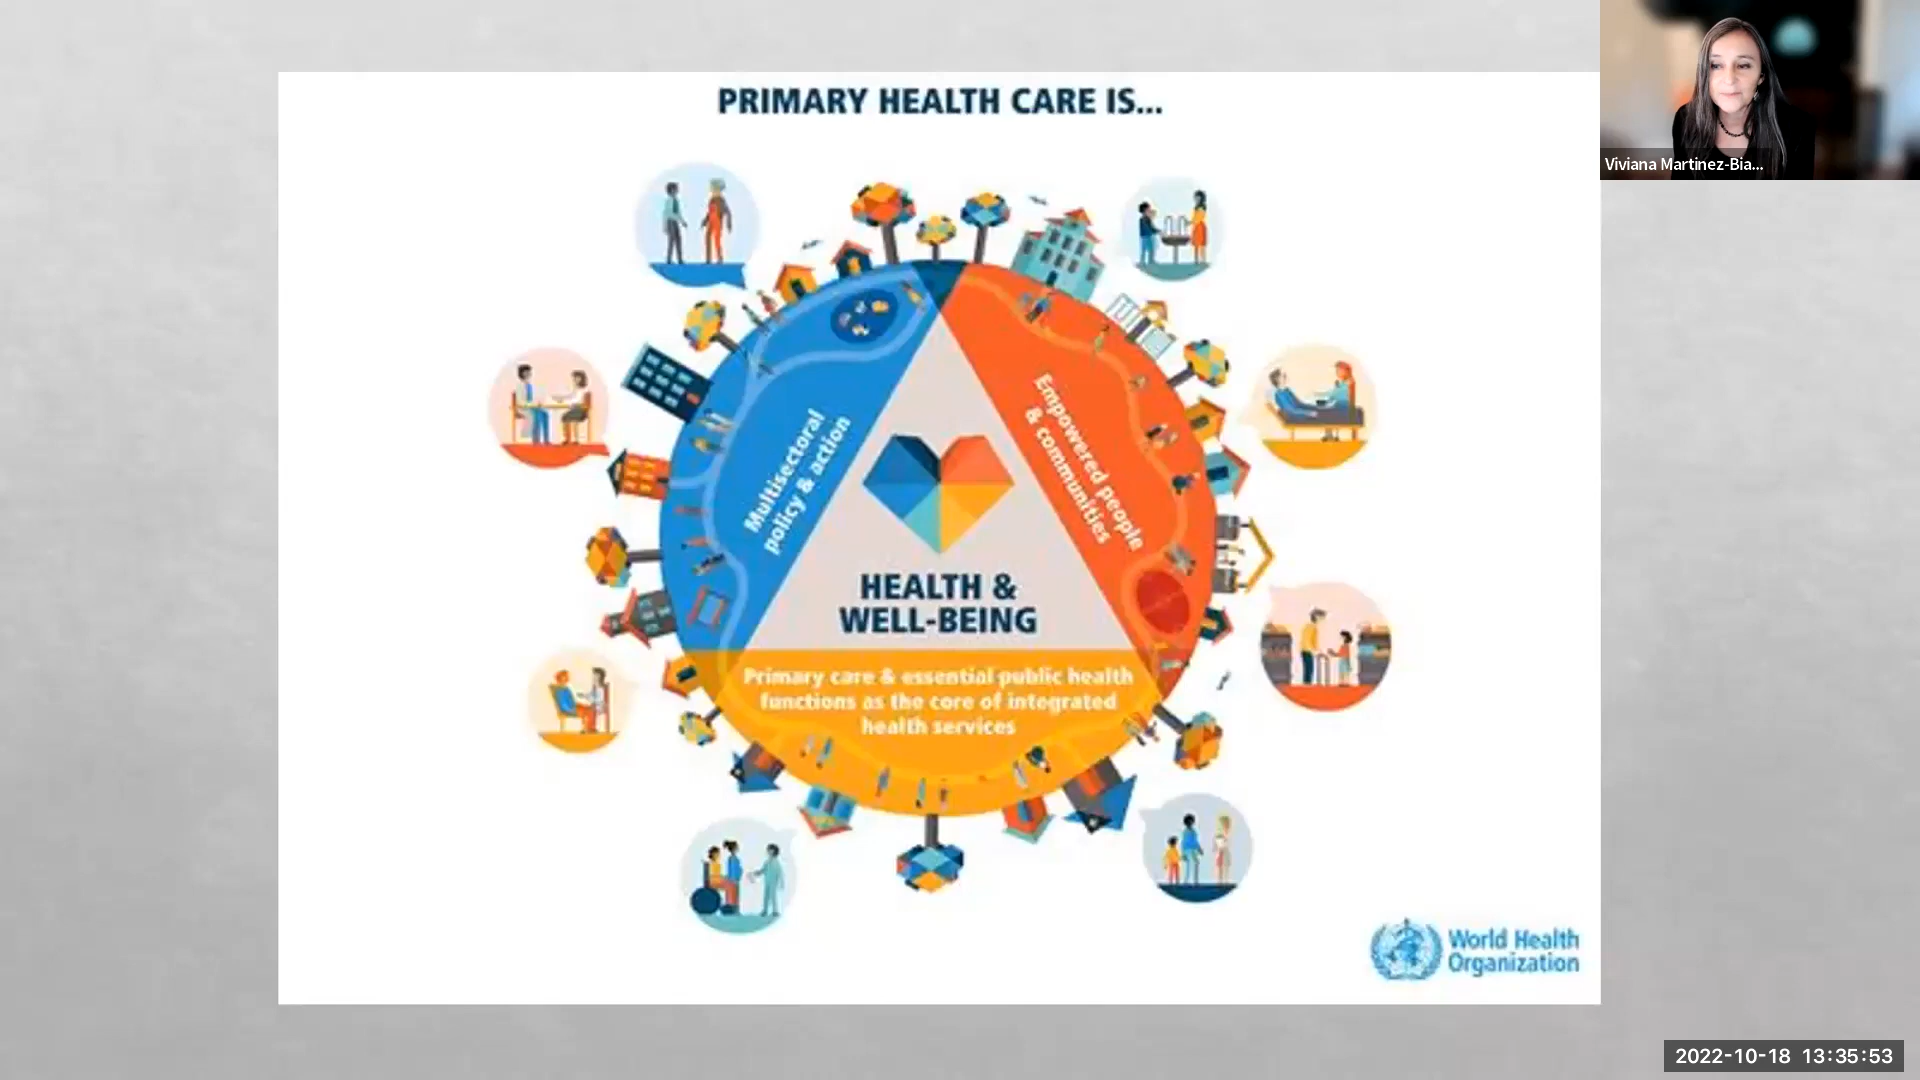 PRIMARY HEALTH CARE IS...
Viviana Martinez-Bia...
Multisectoral
policy & action
Empowered people
& communities
HEALTH &
WELL-BEING
Primary care & essential public health
functions as the core of integrated
health services
World Health
Organization
2022-10-18 13:35:53